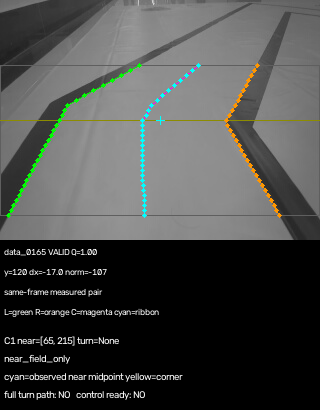 data_0165 VALID Q=1.00
y=120 dx=-17.0 norm=-107
same-frame measured pair
L=green R=orange C=magenta cyan=ribbon
C1 near=[65, 215] turn=None
near_field_only
cyan=observed near midpoint yellow=corner
full turn path: NO control ready: NO